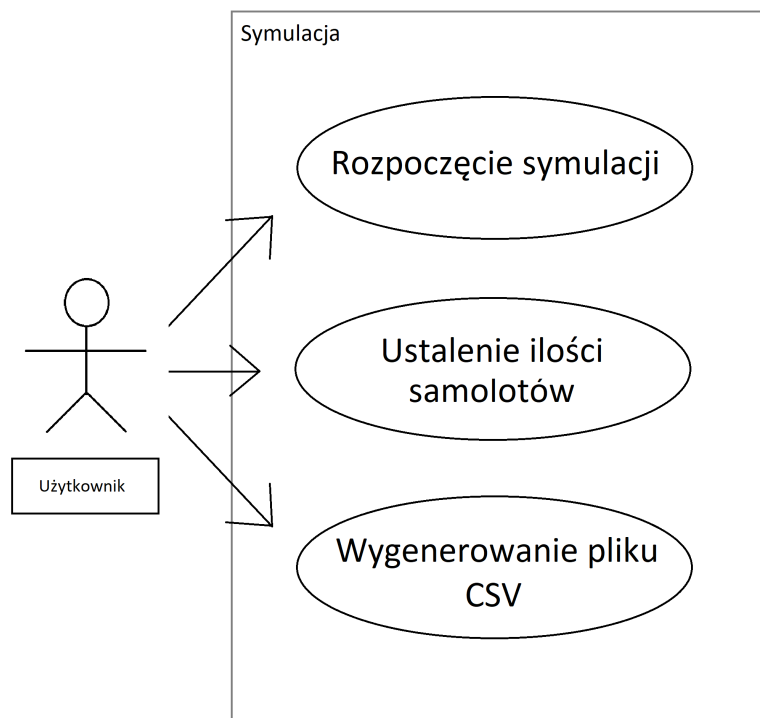 Symulacja
Rozpoczęcie symulacji
Ustalenie ilości
samolotów
Użytkownik
Wygenerowanie pliku
CSV